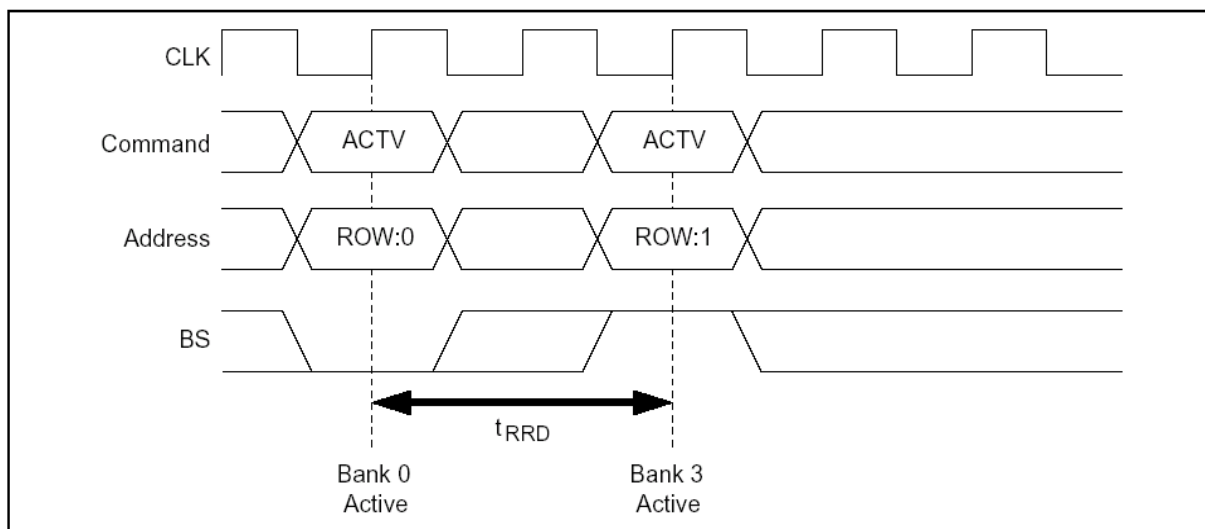 CLK
Command
ACTV
ACTV
Address
ROW:0
ROW:1
BS
tRRD
Bank 0
Active
Bank 3
Active